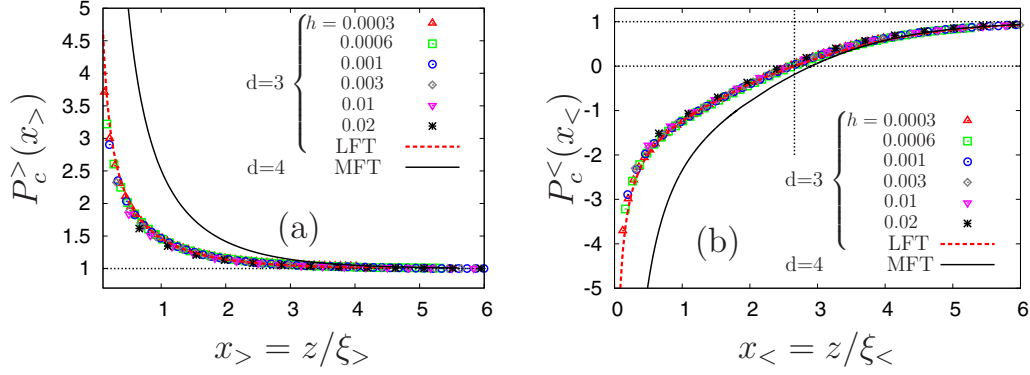 5
4.5
4
3.5
3
2.5
2
1.5
1
0 1 2 3 4 5 6
P_c^>(x_>)
x_> = z/ξ_>
h = 0.0003
0.0006
0.001
d=3 0.003
0.01
0.02
LFT
d=4 MFT
(a)
1
0
-1
-2
-3
-4
-5
0 1 2 3 4 5 6
P_c^<(x_<)
x_< = z/ξ_<
h = 0.0003
0.0006
0.001
d=3 0.003
0.01
0.02
LFT
d=4 MFT
(b)